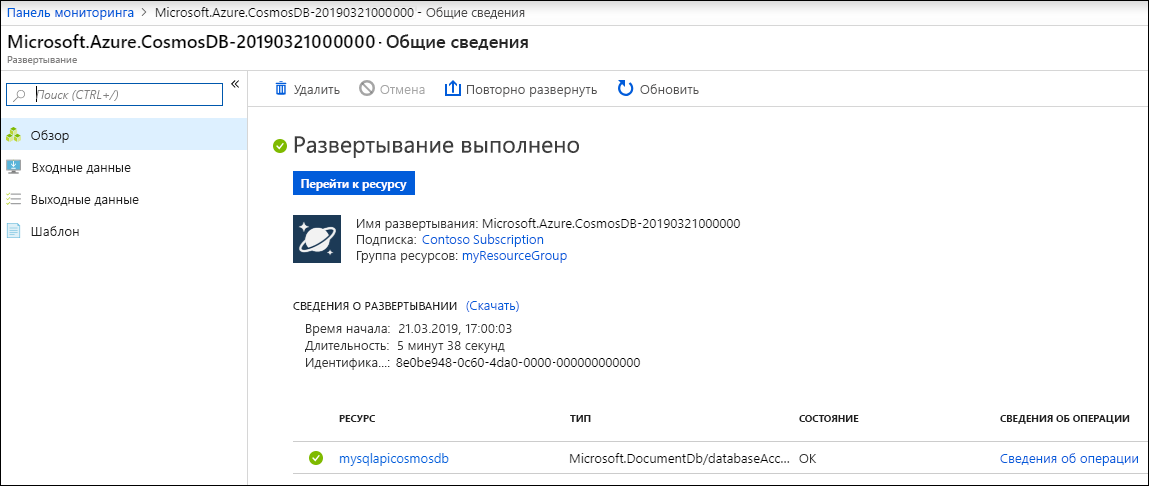 Панель мониторинга > Microsoft.Azure.CosmosDB-20190321000000 - Общие сведения
Microsoft.Azure.CosmosDB-20190321000000 · Общие сведения
Развертывание
Поиск (CTRL+/)
«
Обзор
Входные данные
Выходные данные
Шаблон
Удалить Отмена Повторно развернуть Обновить
Развертывание выполнено
Перейти к ресурсу
Имя развертывания: Microsoft.Azure.CosmosDB-20190321000000
Подписка: Contoso Subscription
Группа ресурсов: myResourceGroup
СВЕДЕНИЯ О РАЗВЕРТЫВАНИИ (Скачать)
Время начала: 21.03.2019, 17:00:03
Длительность: 5 минут 38 секунд
Идентифика...: 8e0be948-0c60-4da0-0000-000000000000
РЕСУРС ТИП СОСТОЯНИЕ СВЕДЕНИЯ ОБ ОПЕРАЦИИ
mysqlapicosmosdb Microsoft.DocumentDb/databaseAcc... ОК Сведения об операции